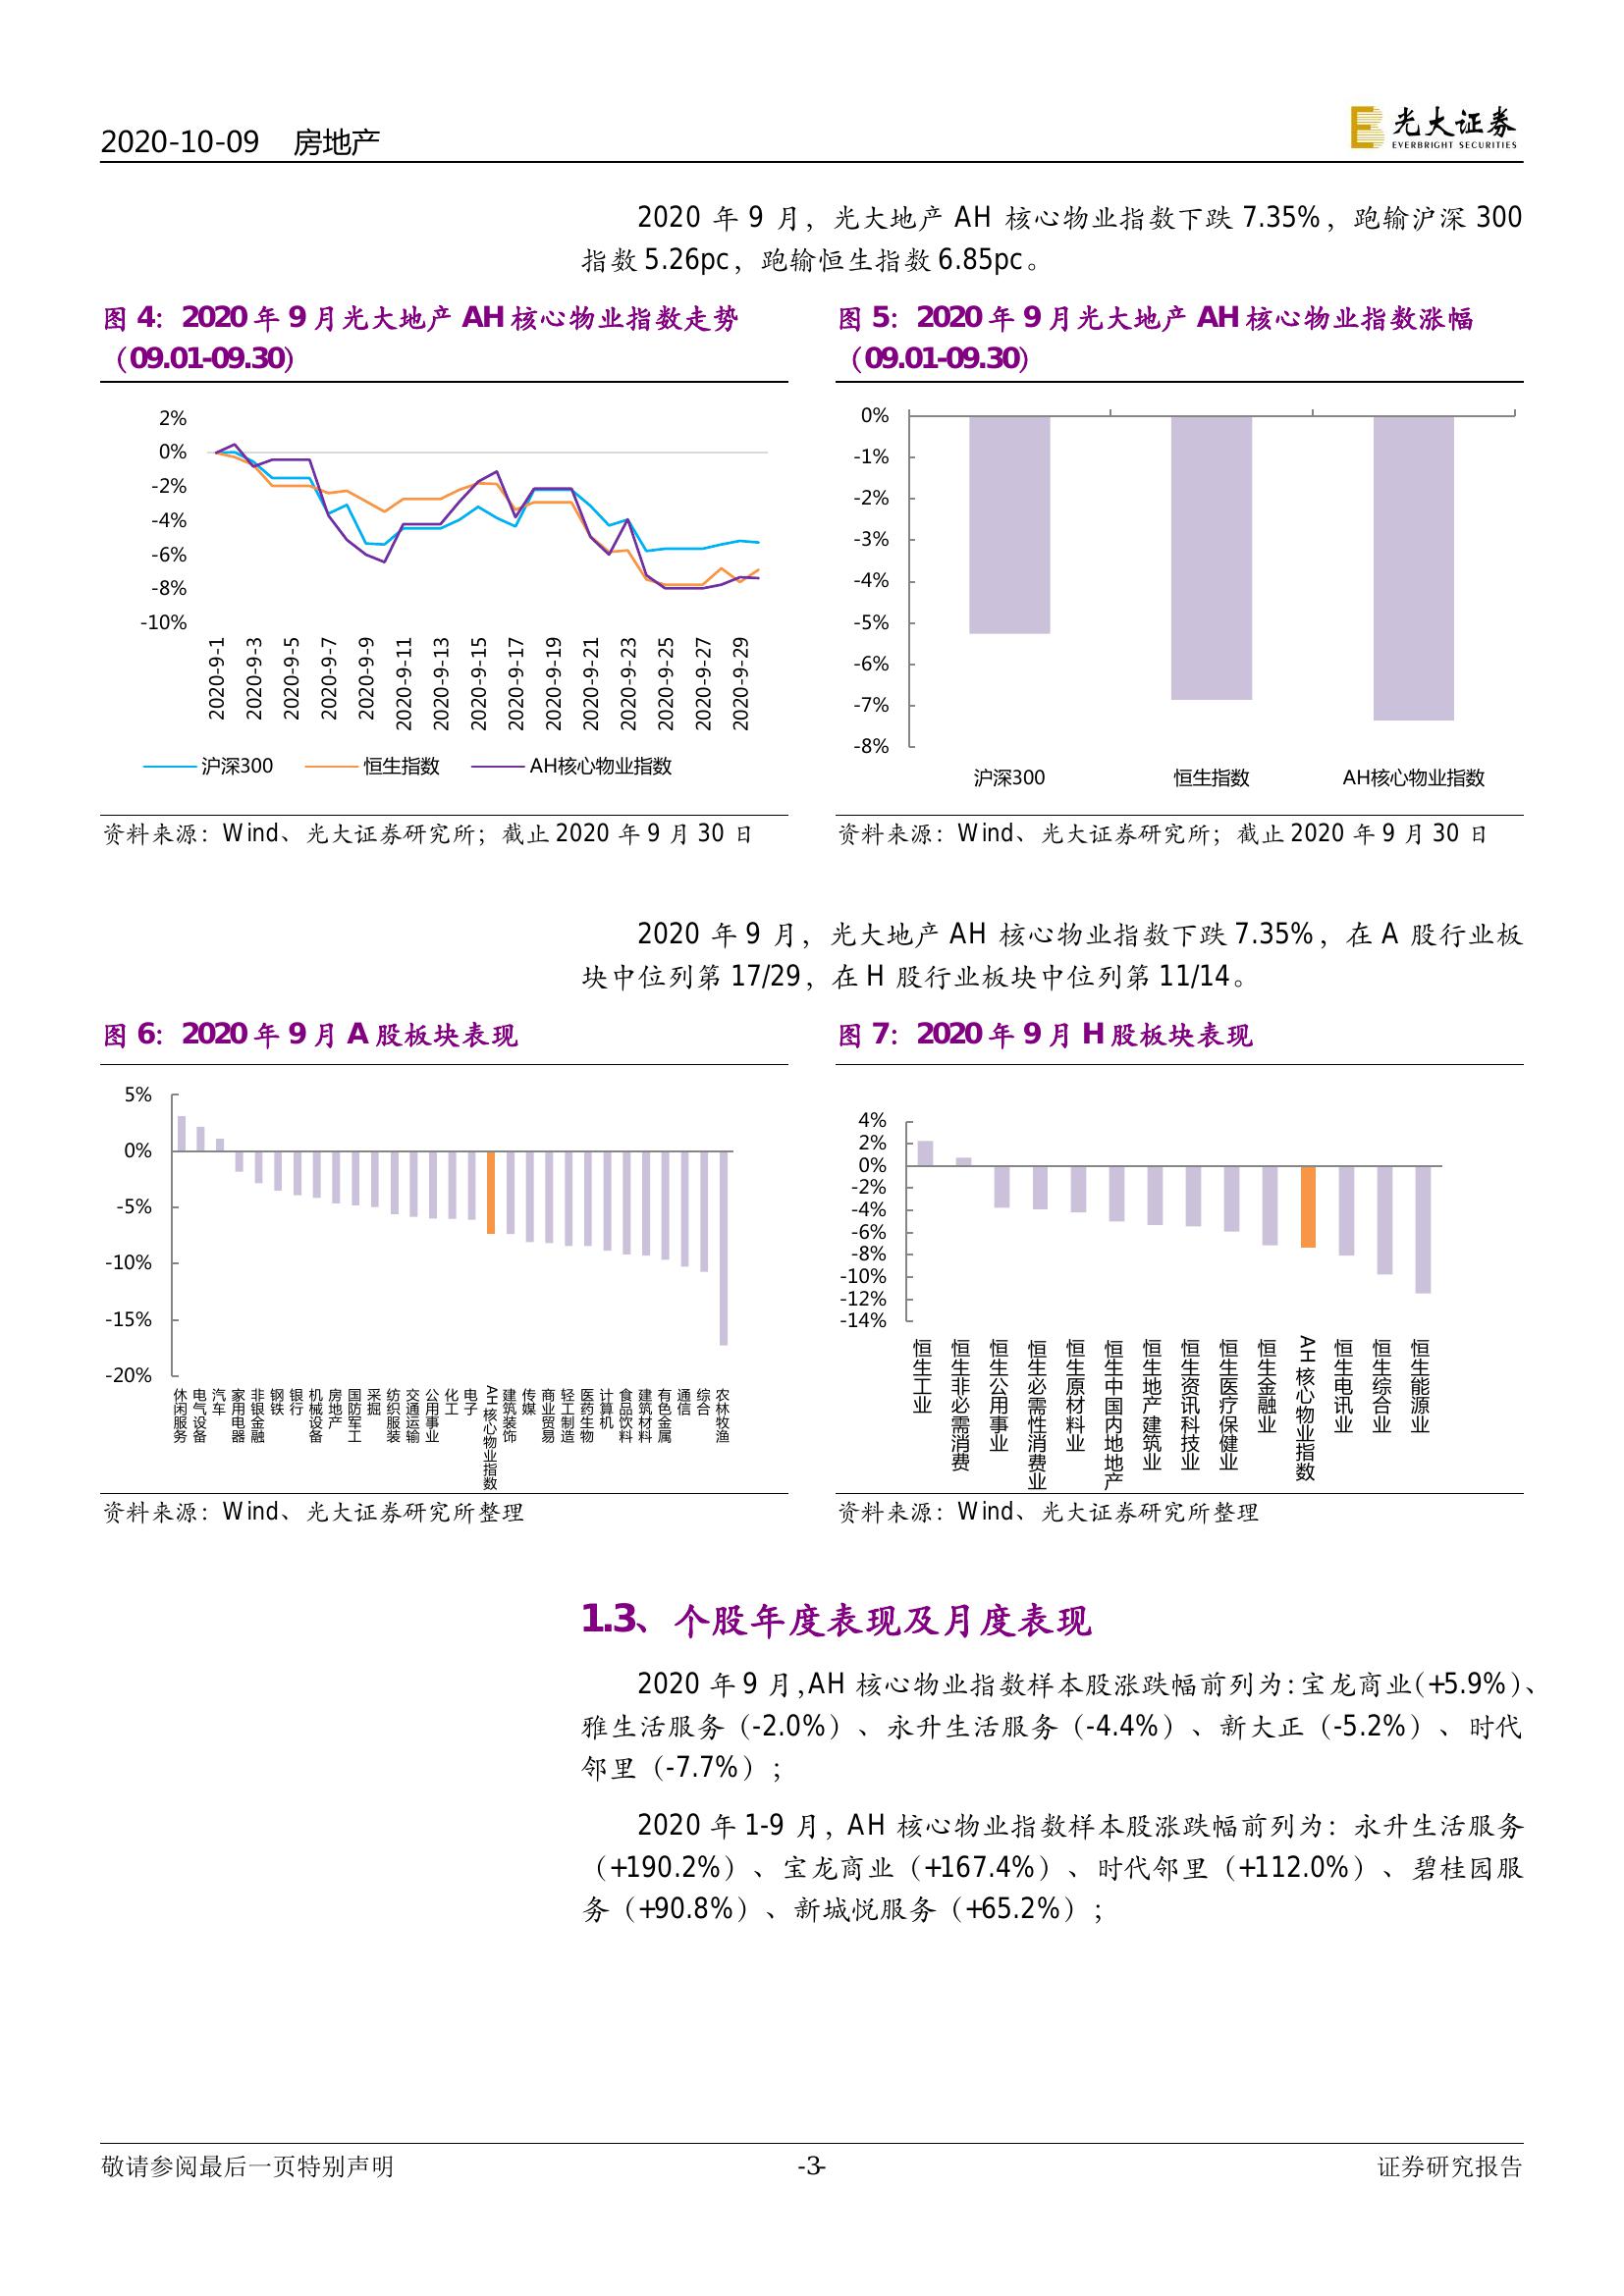 2020-10-09 房地产
光大证券
EVERBRIGHT SECURITIES
2020 年 9 月，光大地产 AH 核心物业指数下跌 7.35%，跑输沪深 300
指数 5.26pc，跑输恒生指数 6.85pc。
图 4：2020 年 9 月光大地产 AH 核心物业指数走势
（09.01-09.30）
2%
0%
-2%
-4%
-6%
-8%
-10%
2020-9-1
2020-9-3
2020-9-5
2020-9-7
2020-9-9
2020-9-11
2020-9-13
2020-9-15
2020-9-17
2020-9-19
2020-9-21
2020-9-23
2020-9-25
2020-9-27
2020-9-29
沪深300 恒生指数 AH核心物业指数
资料来源：Wind、光大证券研究所；截止 2020 年 9 月 30 日
图 5：2020 年 9 月光大地产 AH 核心物业指数涨幅
（09.01-09.30）
0%
-1%
-2%
-3%
-4%
-5%
-6%
-7%
-8%
沪深300 恒生指数 AH核心物业指数
资料来源：Wind、光大证券研究所；截止 2020 年 9 月 30 日
2020 年 9 月，光大地产 AH 核心物业指数下跌 7.35%，在 A 股行业板
块中位列第 17/29，在 H 股行业板块中位列第 11/14。
图 6：2020 年 9 月 A 股板块表现
5%
0%
-5%
-10%
-15%
-20%
休闲服务
电气设备
汽车
家用电器
非银金融
钢铁
银行
机械设备
房地产
国防军工
采掘
纺织服装
交通运输
公用事业
化工
电子
AH核心物业指数
建筑装饰
传媒
商业贸易
轻工制造
医药生物
计算机
食品饮料
建筑材料
有色金属
通信
综合
农林牧渔
资料来源：Wind、光大证券研究所整理
图 7：2020 年 9 月 H 股板块表现
4%
2%
0%
-2%
-4%
-6%
-8%
-10%
-12%
-14%
恒生工业
恒生非必需消费
恒生公用事业
恒生必需性消费业
恒生原材料业
恒生中国内地地产
恒生地产建筑业
恒生资讯科技业
恒生医疗保健业
恒生金融业
AH核心物业指数
恒生电讯业
恒生综合业
恒生能源业
资料来源：Wind、光大证券研究所整理
1.3、个股年度表现及月度表现
2020 年 9 月,AH 核心物业指数样本股涨跌幅前列为：宝龙商业(+5.9%)、
雅生活服务（-2.0%）、永升生活服务（-4.4%）、新大正（-5.2%）、时代
邻里（-7.7%）；
2020 年 1-9 月，AH 核心物业指数样本股涨跌幅前列为：永升生活服务
（+190.2%）、宝龙商业（+167.4%）、时代邻里（+112.0%）、碧桂园服
务（+90.8%）、新城悦服务（+65.2%）；
敬请参阅最后一页特别声明 -3- 证券研究报告